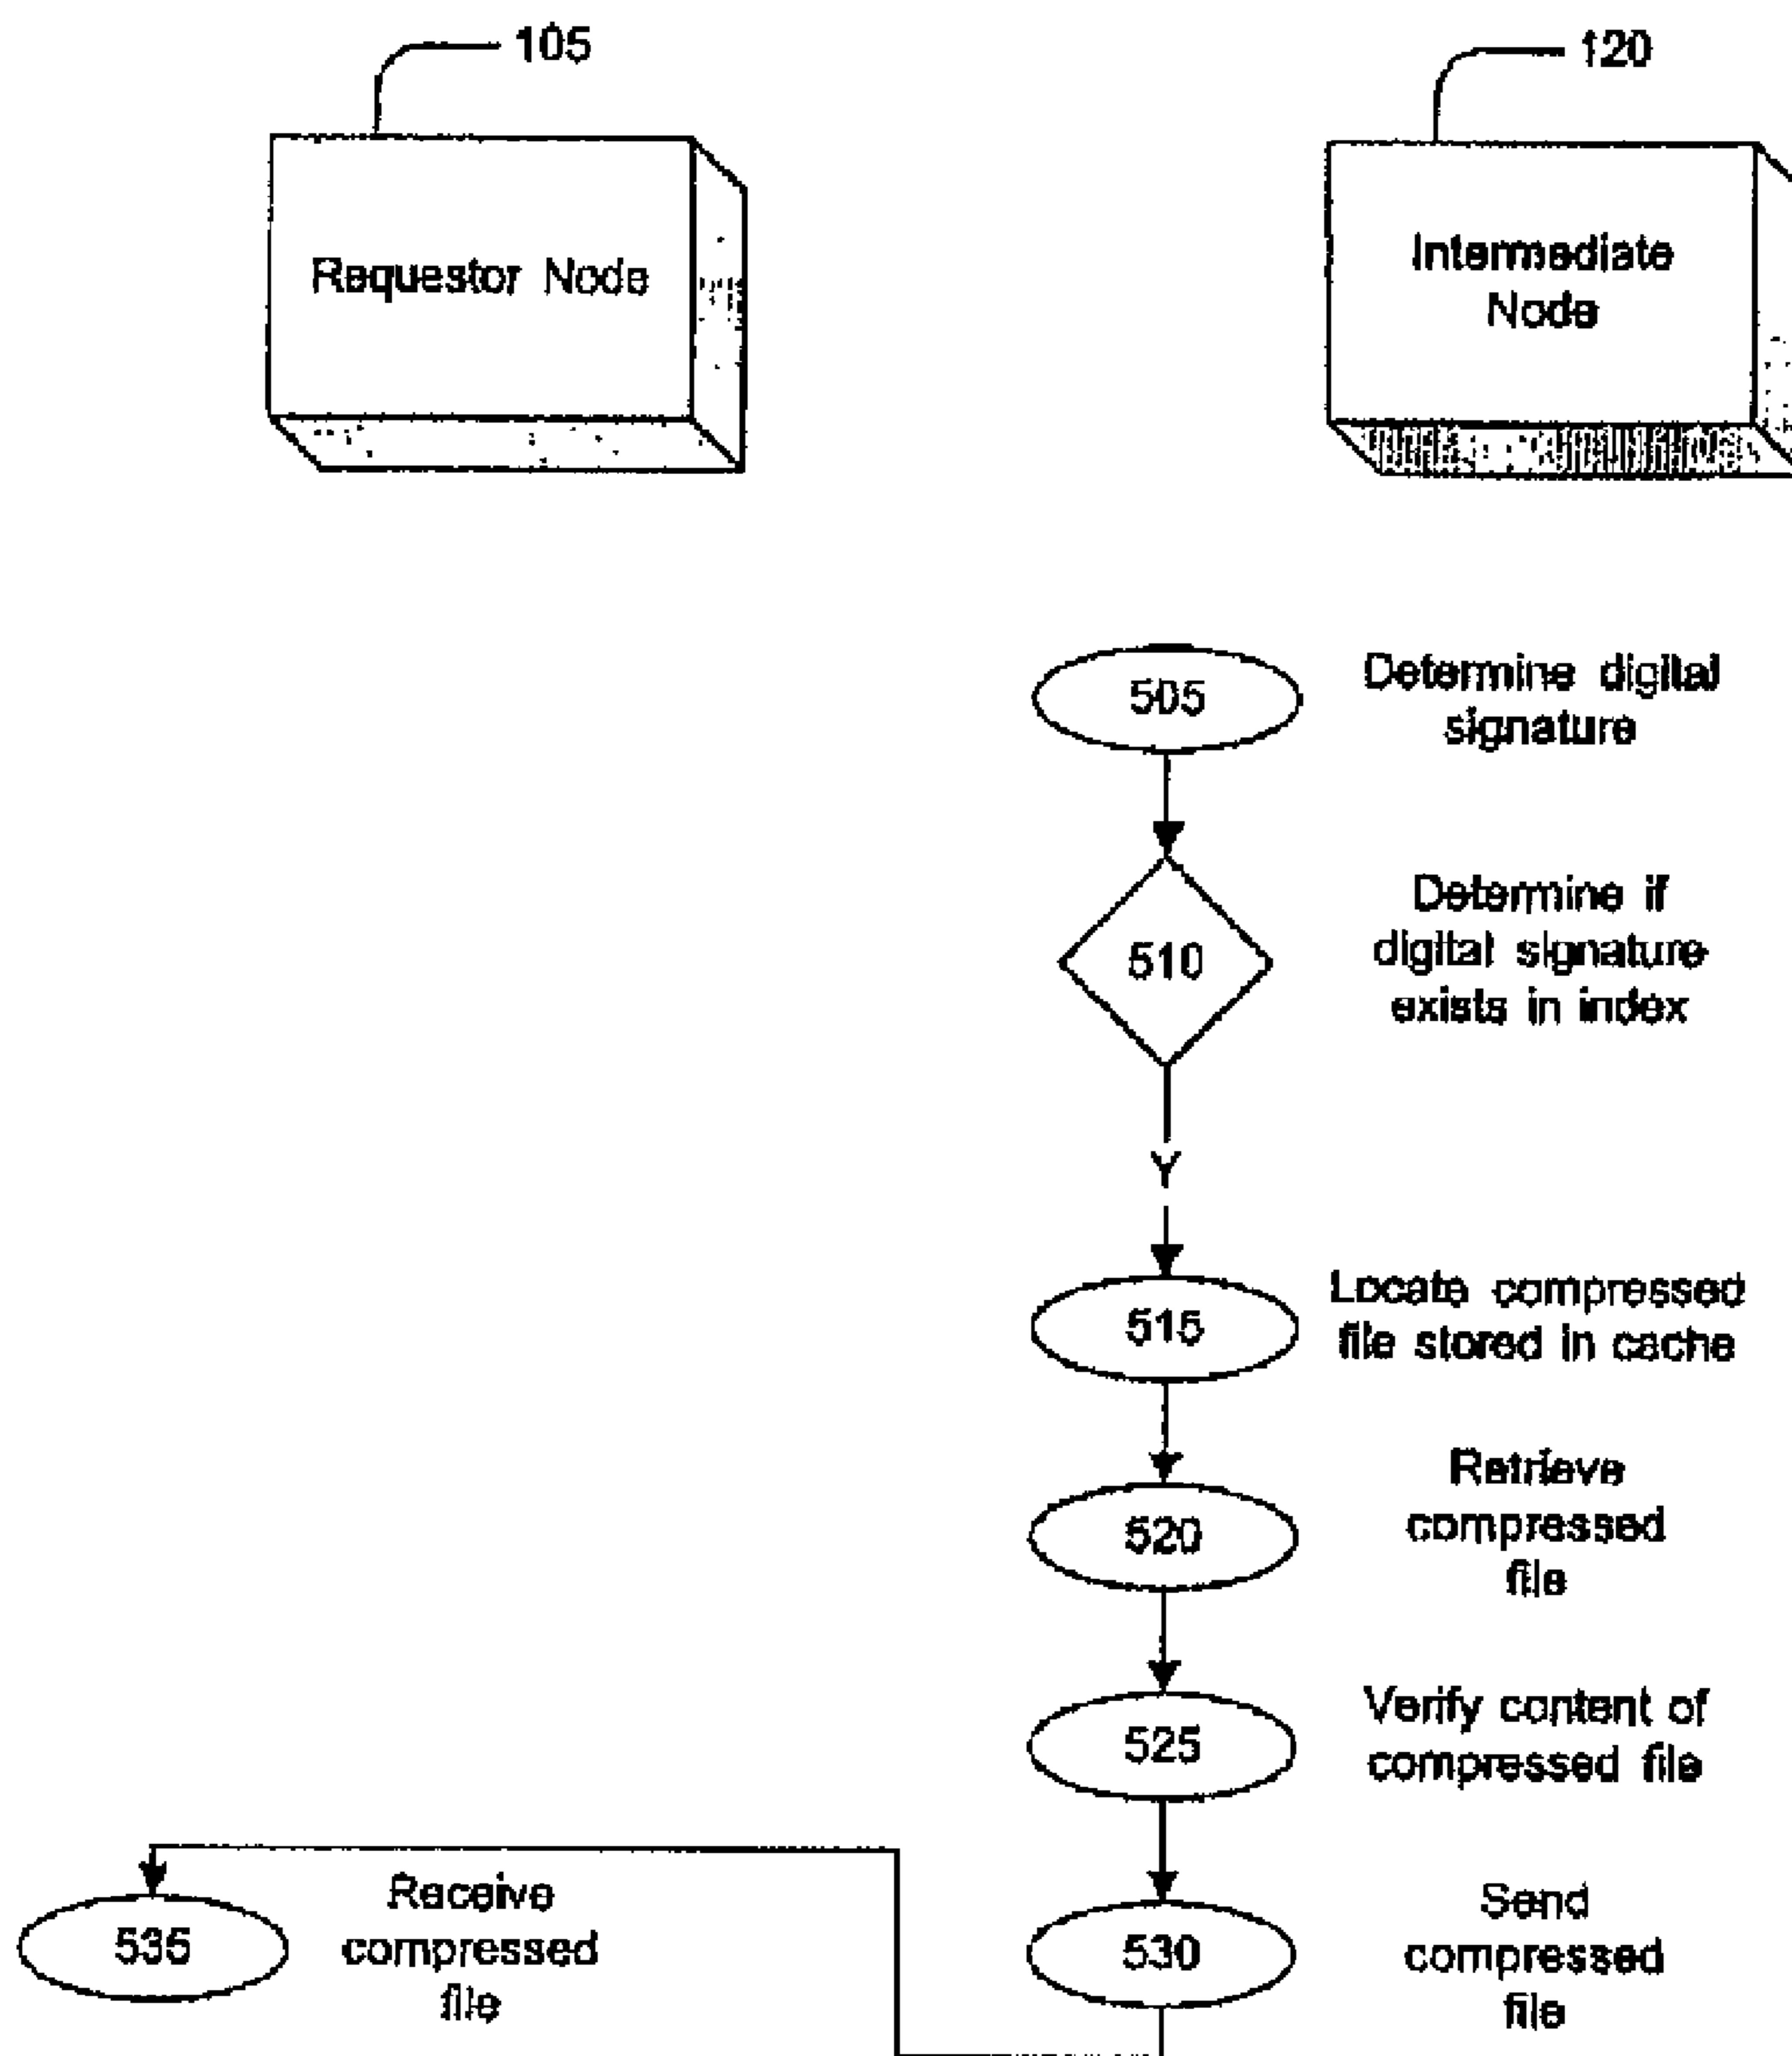 105
120
Requestor Node
Intermediate
Node
505
Determine digital
signature
510
Determine if
digital signature
exists in index
Y
515
Locate compressed
file stored in cache
520
Retrieve
compressed
file
525
Verify content of
compressed file
535
Receive
compressed
file
530
Send
compressed
file